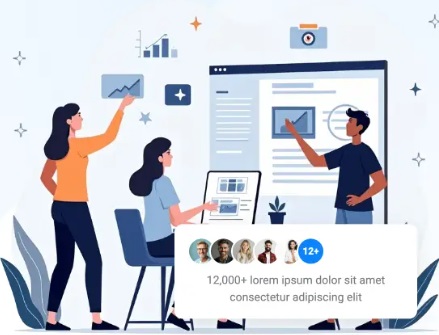 12+
12,000+ lorem ipsum dolor sit amet
consectetur adipiscing elit